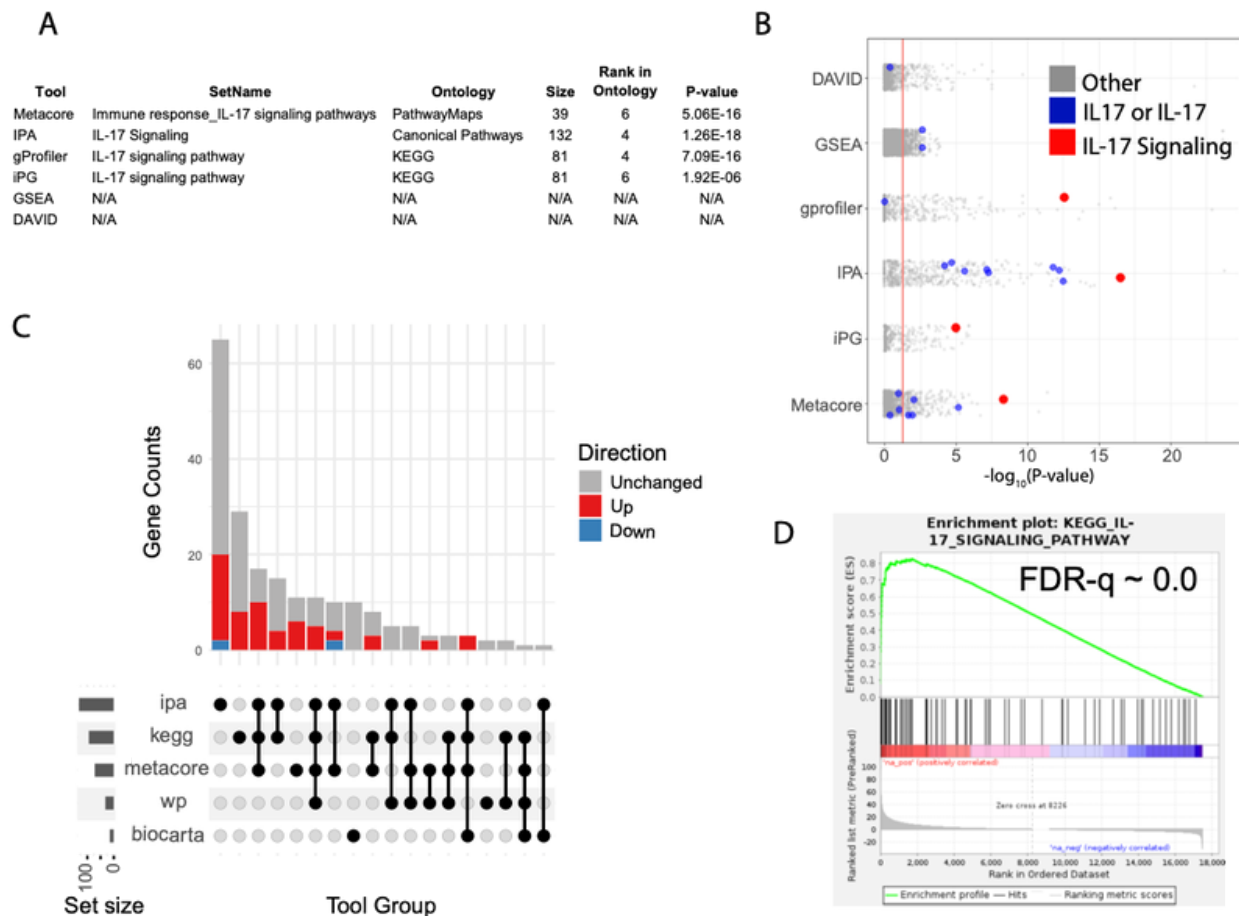 A
Tool SetName Ontology Size Rank in Ontology P-value
Metacore Immune response_IL-17 signaling pathways PathwayMaps 39 6 5.06E-16
IPA IL-17 Signaling Canonical Pathways 132 4 1.26E-18
gProfiler IL-17 signaling pathway KEGG 81 4 7.09E-16
iPG IL-17 signaling pathway KEGG 81 6 1.92E-06
GSEA N/A N/A N/A N/A N/A
DAVID N/A N/A N/A N/A N/A
B
DAVID
GSEA
gprofiler
IPA
iPG
Metacore
Other
IL17 or IL-17
IL-17 Signaling
0 5 10 15 20
-log10(P-value)
C
Gene Counts
60
40
20
0
Direction
Unchanged
Up
Down
ipa
kegg
metacore
wp
biocarta
100 0
Set size
Tool Group
D
Enrichment plot: KEGG_IL-
17_SIGNALING_PATHWAY
FDR-q ~ 0.0
Enrichment score (ES)
0.8
0.7
0.6
0.5
0.4
0.3
0.2
0.1
0.0
'na_pos' (positively correlated)
Ranked list metric (PreRanked)
100
80
60
40
20
0
-20
Zero cross at 8226
'na_neg' (negatively correlated)
0 2,000 4,000 6,000 8,000 10,000 12,000 14,000 16,000 18,000
Rank in Ordered Dataset
Enrichment profile Hits Ranking metric scores